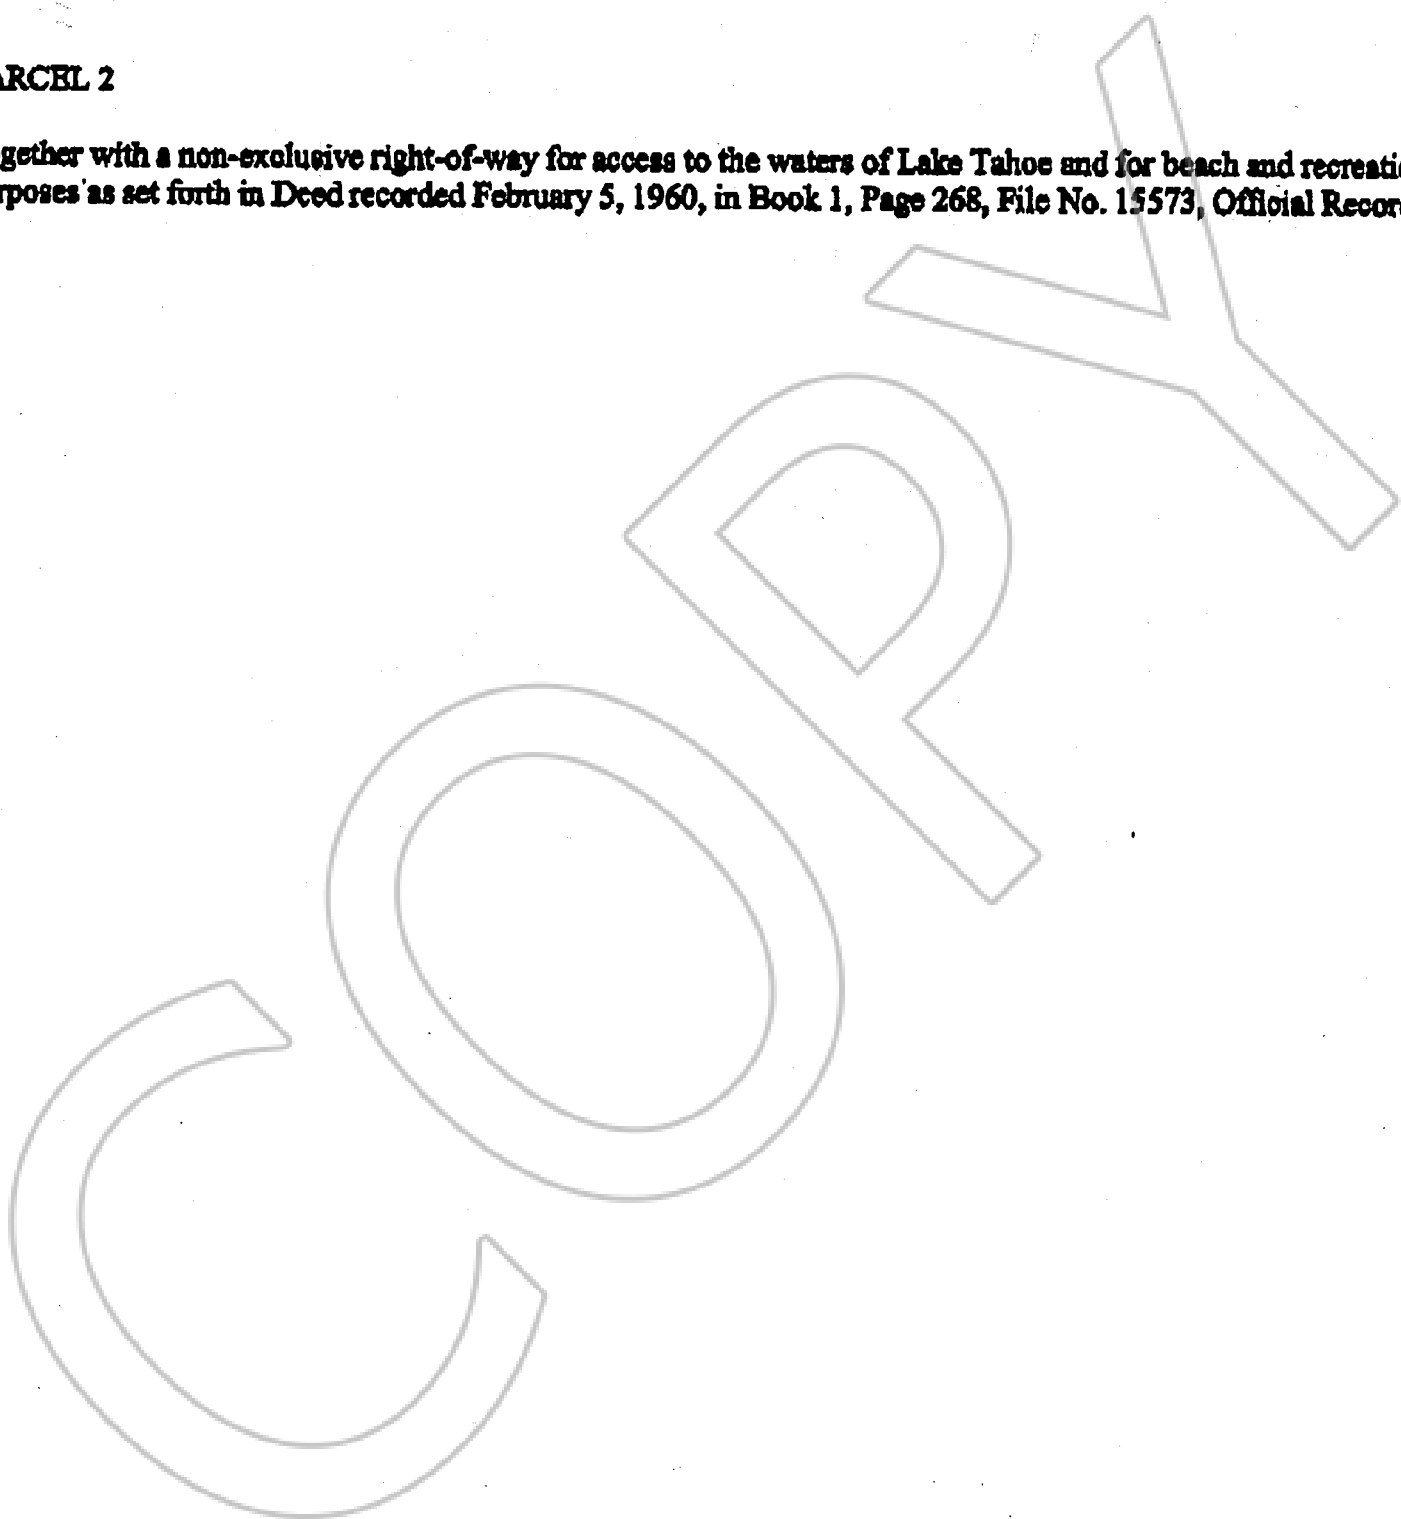 ARCEL 2
gether with a non-exclusive right-of-way for access to the waters of Lake Tahoe and for beach and recreati
rposes as set forth in Deed recorded February 5, 1960, in Book 1, Page 268, File No. 15573, Official Recor
COPY